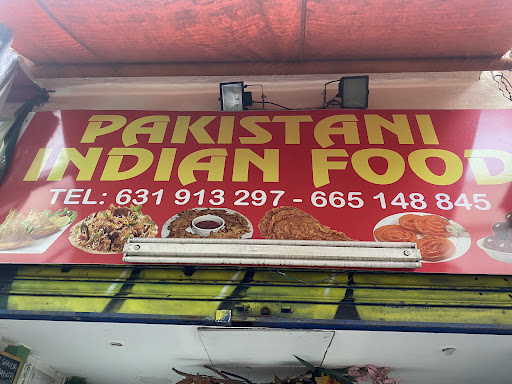 PAKISTANI
INDIAN FOOD
TEL: 631 913 297 - 665 148 845